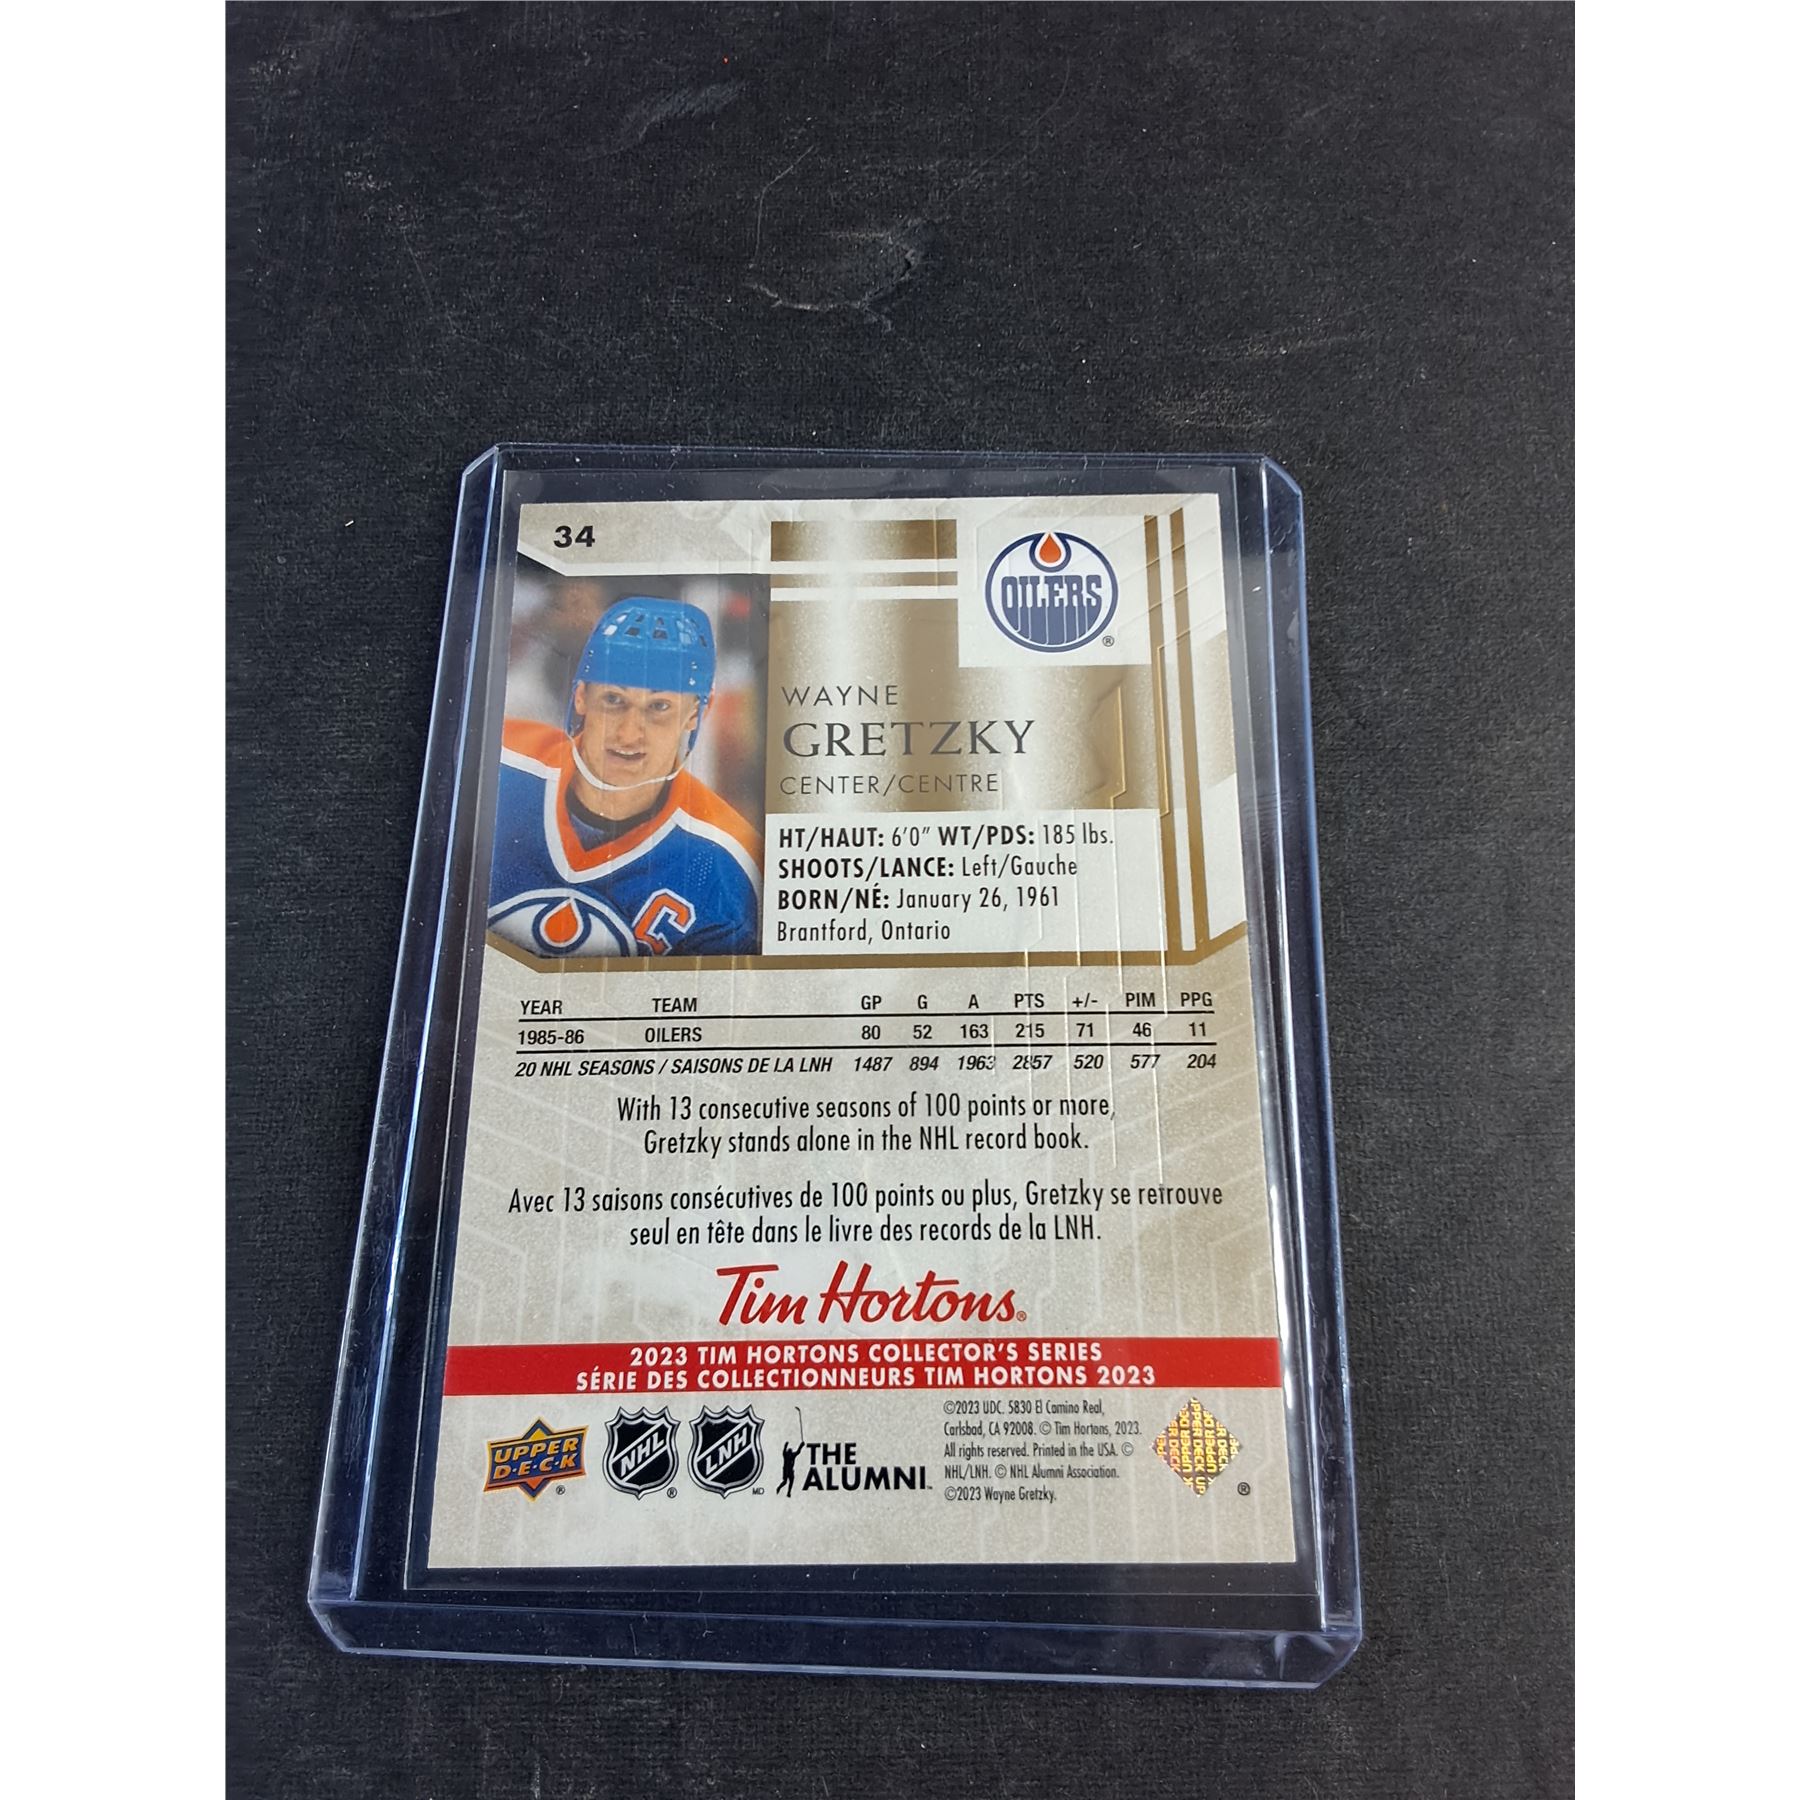 34
OILERS
®
WAYNE
GRETZKY
CENTER/CENTRE
C
HT/HAUT: 6'0" WT/PDS: 185 lbs.
SHOOTS/LANCE: Left/Gauche
BORN/NÉ: January 26, 1961
Brantford, Ontario
YEAR TEAM GP G A PTS +/- PIM PPG
1985-86 OILERS 80 52 163 215 71 46 11
20 NHL SEASONS / SAISONS DE LA LNH 1487 894 1963 2857 520 577 204
With 13 consecutive seasons of 100 points or more,
Gretzky stands alone in the NHL record book.
Avec 13 saisons consécutives de 100 points ou plus, Gretzky se retrouve
seul en tête dans le livre des records de la LNH.
Tim Hortons®
2023 TIM HORTONS COLLECTOR'S SERIES
SÉRIE DES COLLECTIONNEURS TIM HORTONS 2023
UPPER
D·E·C·K ®
NHL ®
LNH MD
THE
ALUMNI™
©2023 UDC. 5830 El Camino Real,
Carlsbad, CA 92008. © Tim Hortons, 2023.
All rights reserved. Printed in the USA. ©
NHL/LNH. © NHL Alumni Association.
©2023 Wayne Gretzky.
UPPER DECK
®